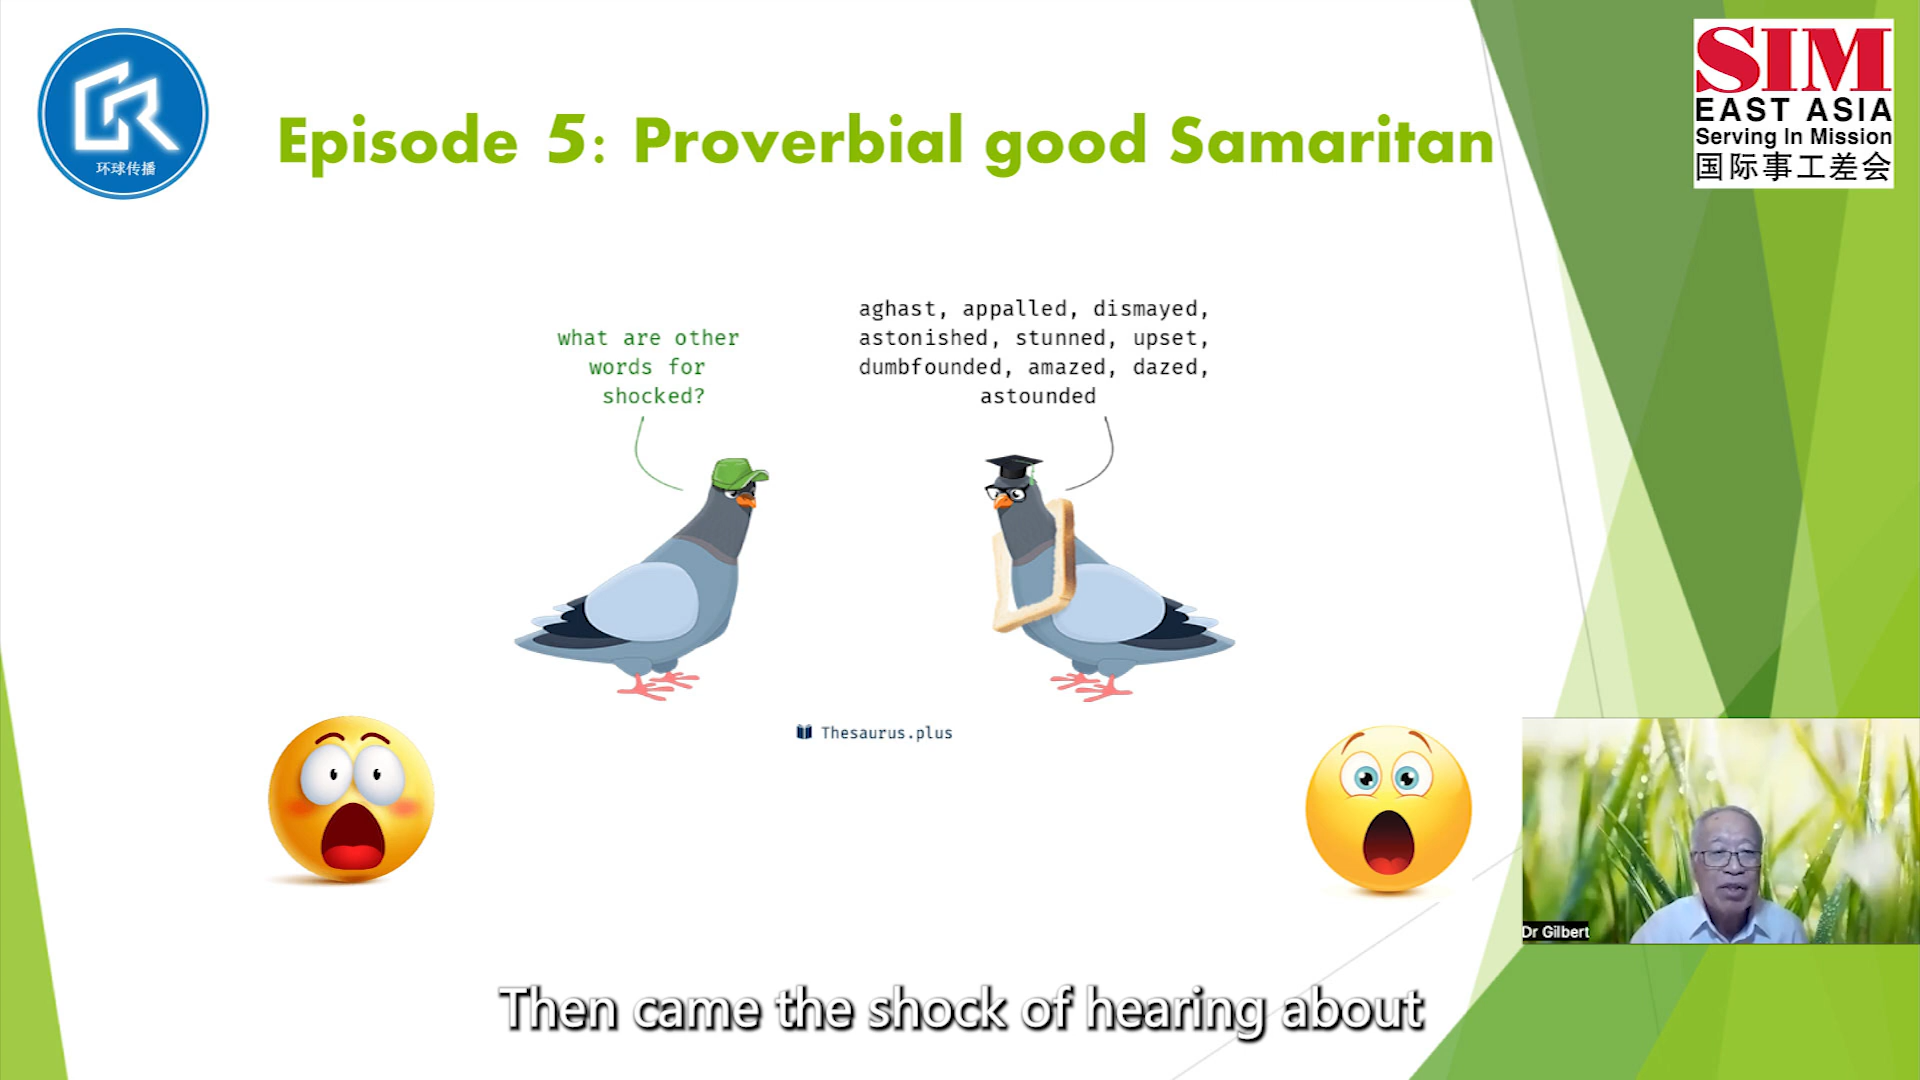 环球传播
Episode 5: Proverbial good Samaritan
SIM
EAST ASIA
Serving In Mission
国际事工差会
what are other
words for
shocked?
aghast, appalled, dismayed,
astonished, stunned, upset,
dumbfounded, amazed, dazed,
astounded
Thesaurus.plus
Dr Gilbert
Then came the shock of hearing about